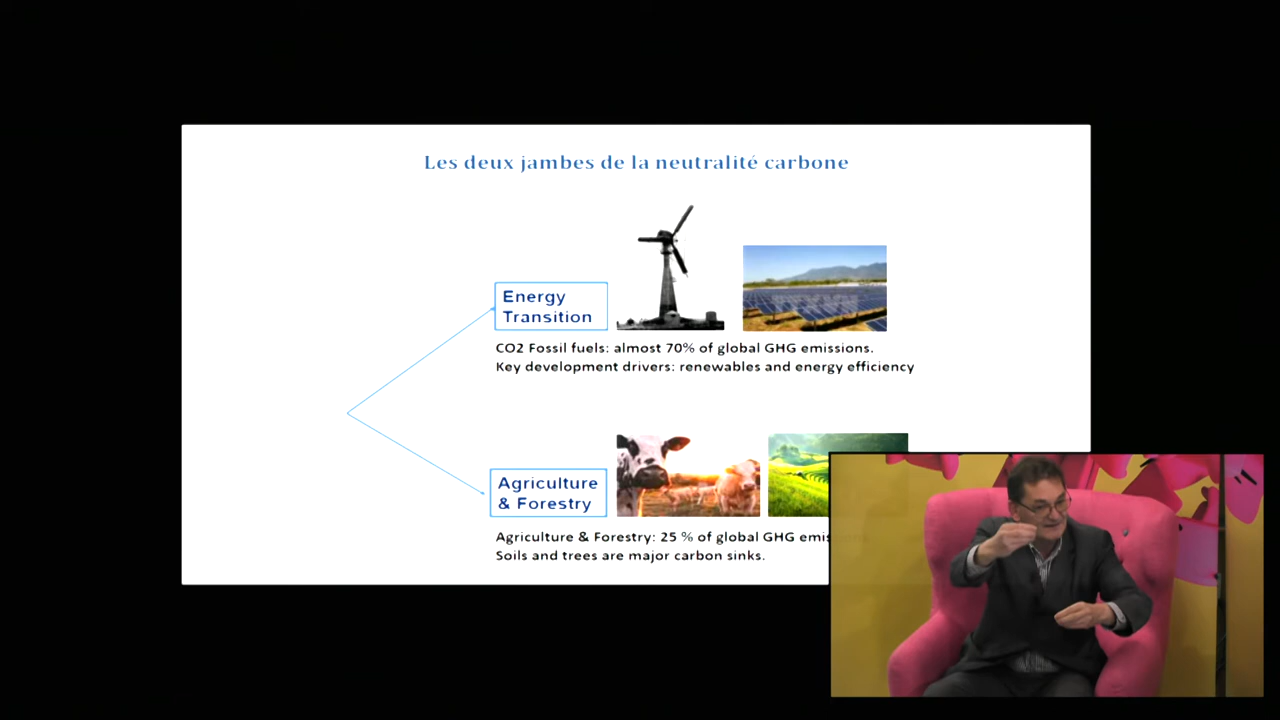 Les deux jambes de la neutralité carbone
Energy
Transition
CO2 Fossil fuels: almost 70% of global GHG emissions.
Key development drivers: renewables and energy efficiency
Agriculture
& Forestry
Agriculture & Forestry: 25 % of global GHG
Soils and trees are major carbon sinks.